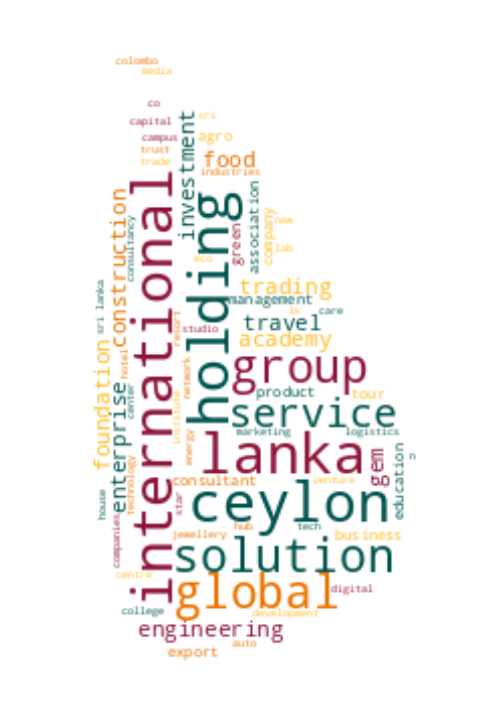 colombo
media
co
capital
sri
campus
agro
trust
trade
food
industries
investment
international
holding
association
construction
consultancy
green
company
new
lab
eco
sri lanka
trading
management
lk
care
resort
studio
travel
foundation
academy
hotel
group
network
enterprise
center
product
tour
institute
service
marketing
logistics
energy
lanka
gem
education
n
technology
house
consultant
venture
star
ceylon
companies
hub
tech
jewellery
business
solution
centre
global
digital
college
development
engineering
auto
export